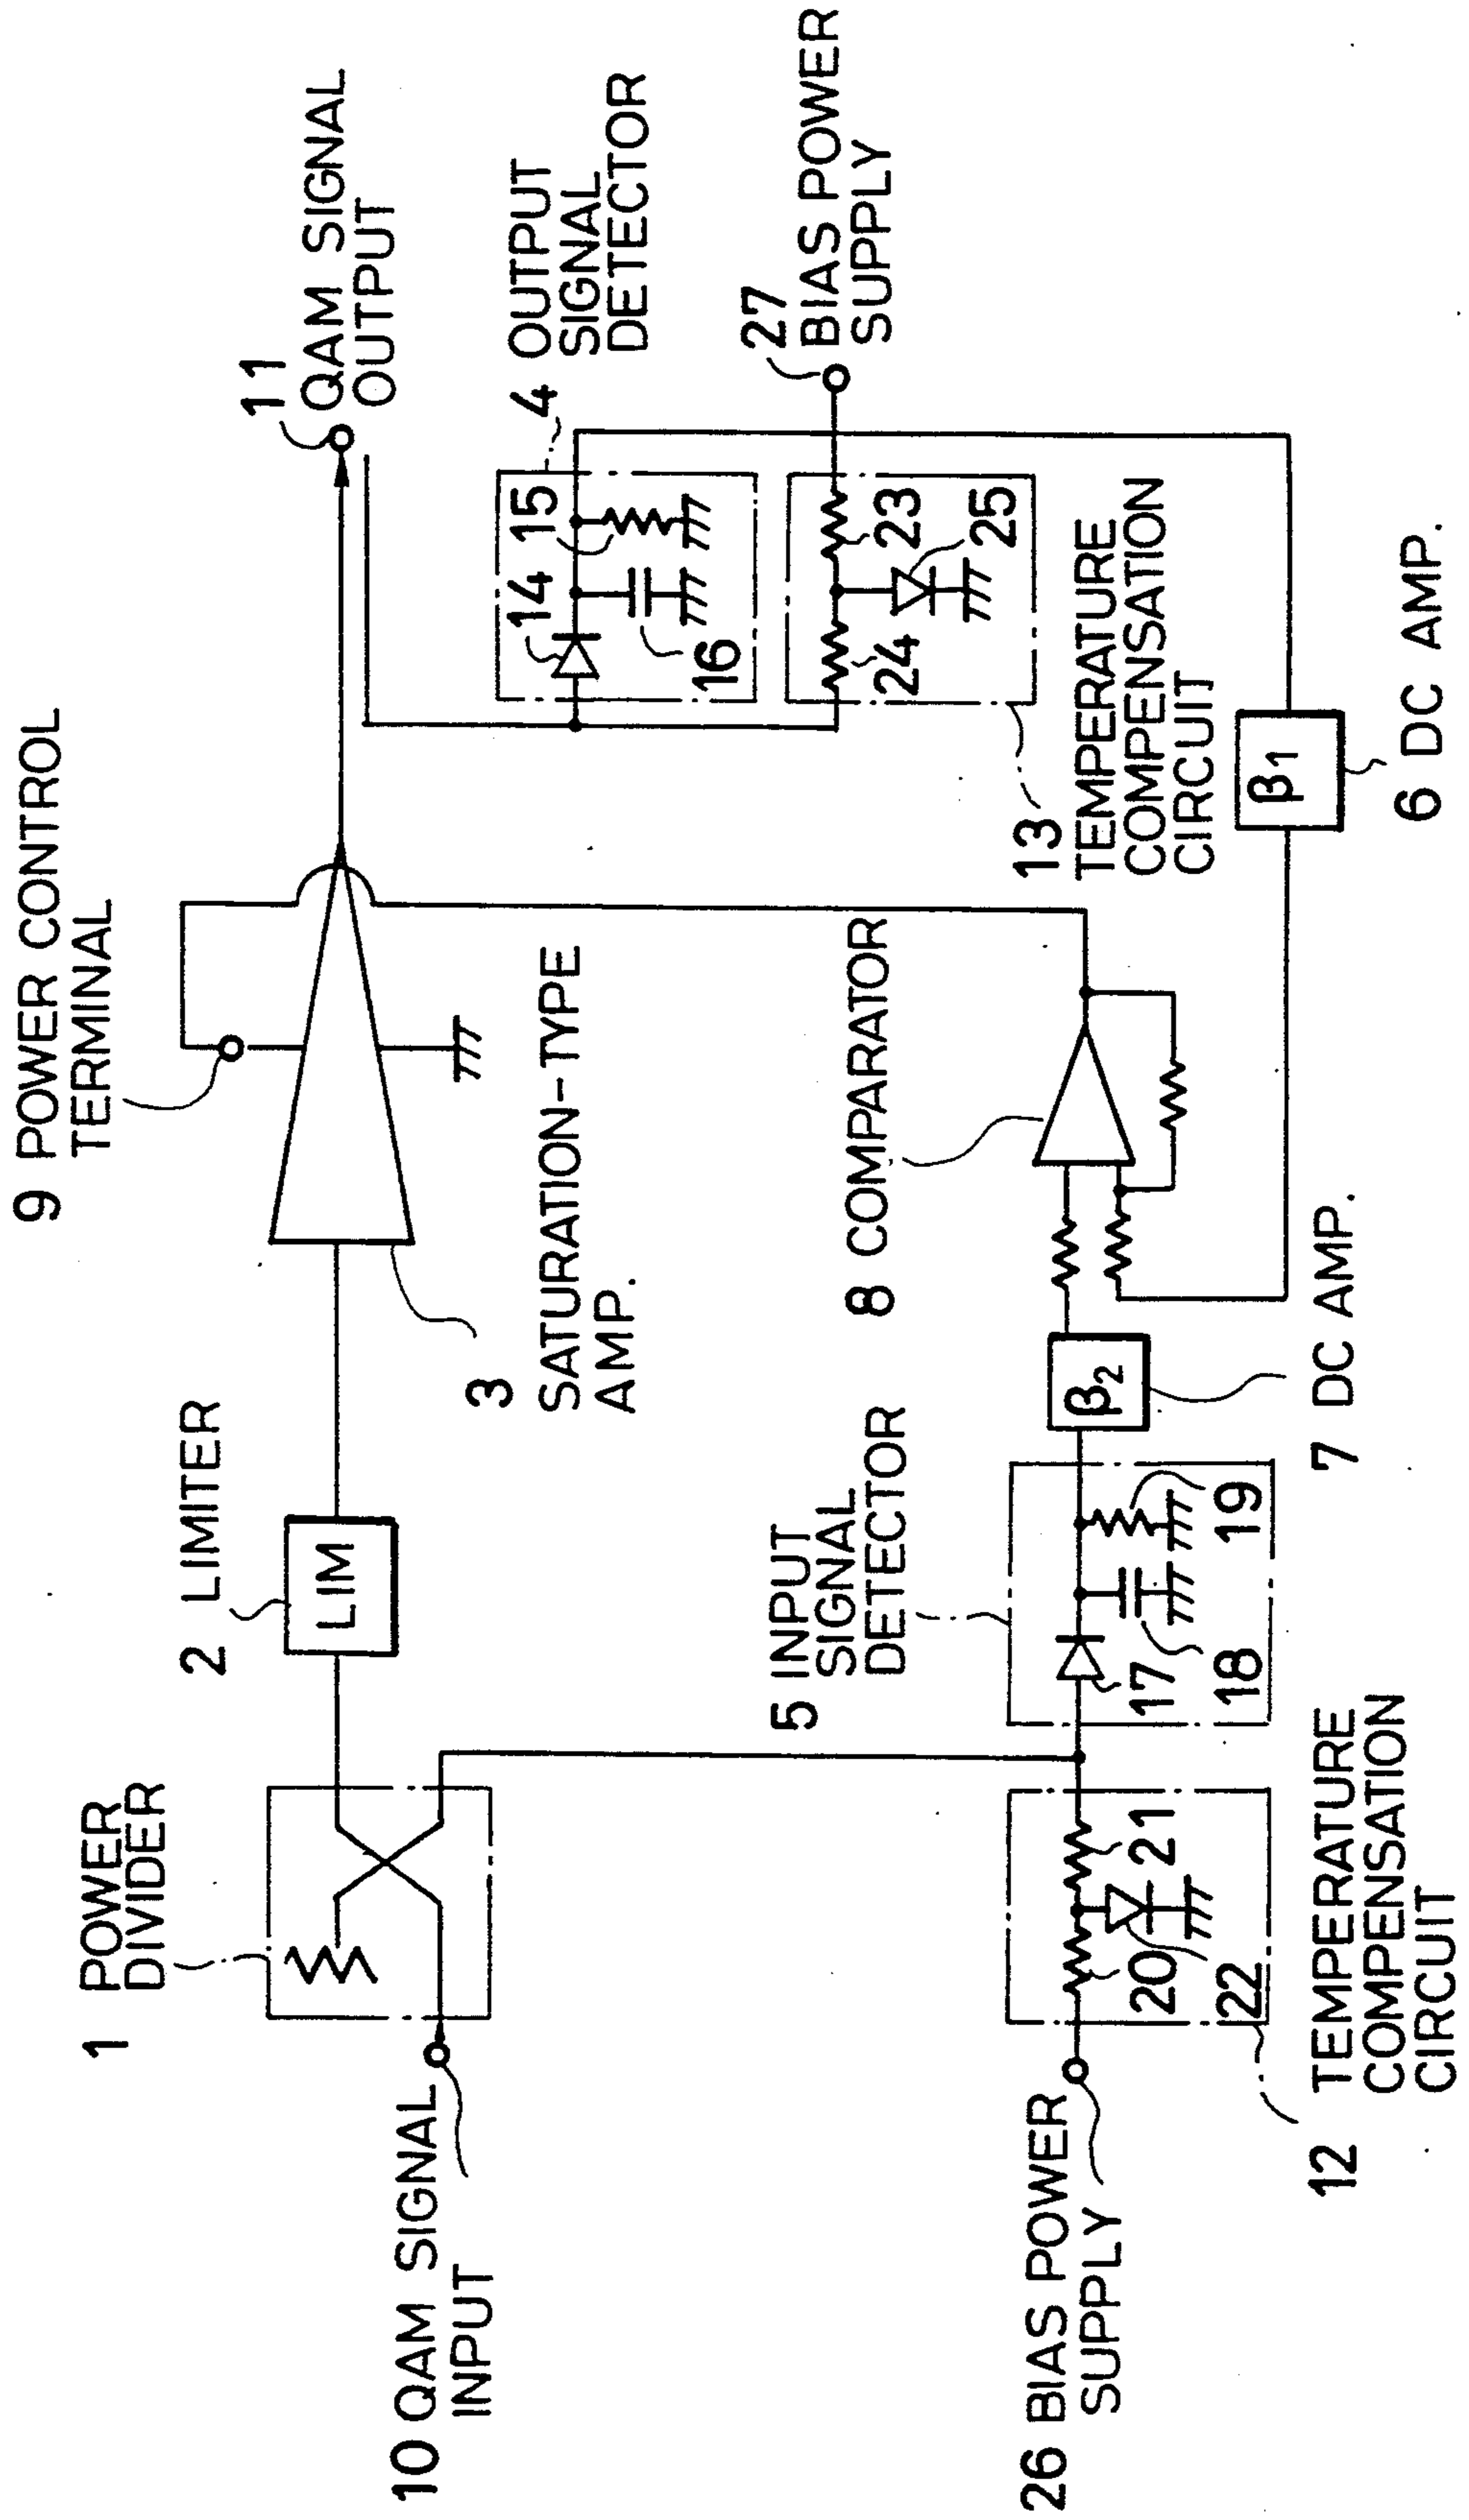 9 POWER CONTROL
TERMINAL
11
QAM SIGNAL
OUTPUT
1 POWER
DIVIDER
2 LIMITER
LIM
3
SATURATION-TYPE
AMP.
4 OUTPUT
SIGNAL
DETECTOR
14
15
16
10 QAM SIGNAL
INPUT
27
BIAS POWER
SUPPLY
23
24
25
5 INPUT
SIGNAL
DETECTOR
8 COMPARATOR
13 TEMPERATURE
COMPENSATION
CIRCUIT
26 BIAS POWER
SUPPLY
20
21
22
17
18
19
β2
β1
12 TEMPERATURE
COMPENSATION
CIRCUIT
7 DC AMP.
6 DC AMP.